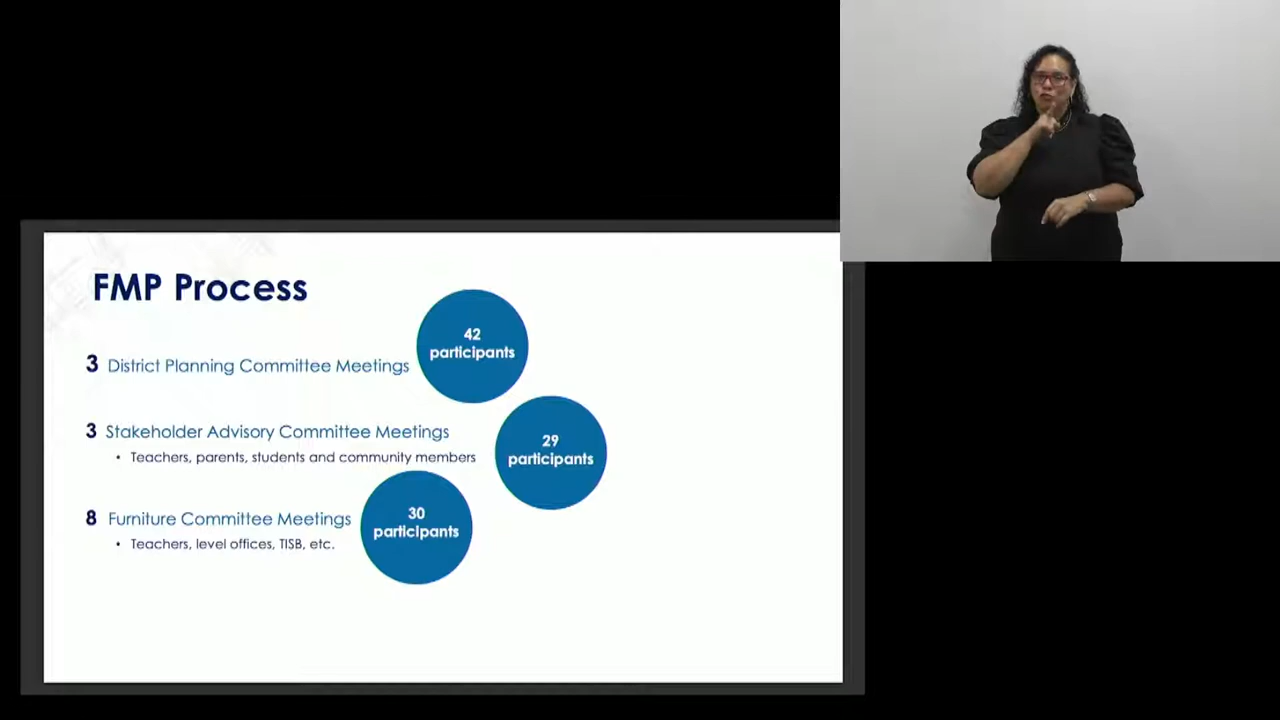 FMP Process
3 District Planning Committee Meetings
42
participants
3 Stakeholder Advisory Committee Meetings
• Teachers, parents, students and community members
29
participants
8 Furniture Committee Meetings
• Teachers, level offices, TISB, etc.
30
participants